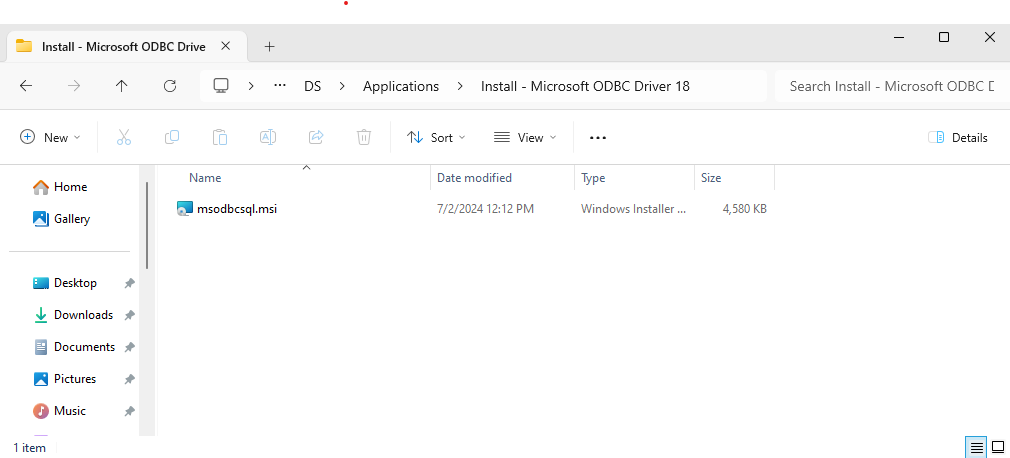 Install - Microsoft ODBC Drive
··· DS Applications Install - Microsoft ODBC Driver 18 Search Install - Microsoft ODBC D
New Sort View ··· Details
Name Date modified Type Size
msodbcsql.msi 7/2/2024 12:12 PM Windows Installer ... 4,580 KB
Home
Gallery
Desktop
Downloads
Documents
Pictures
Music
1 item